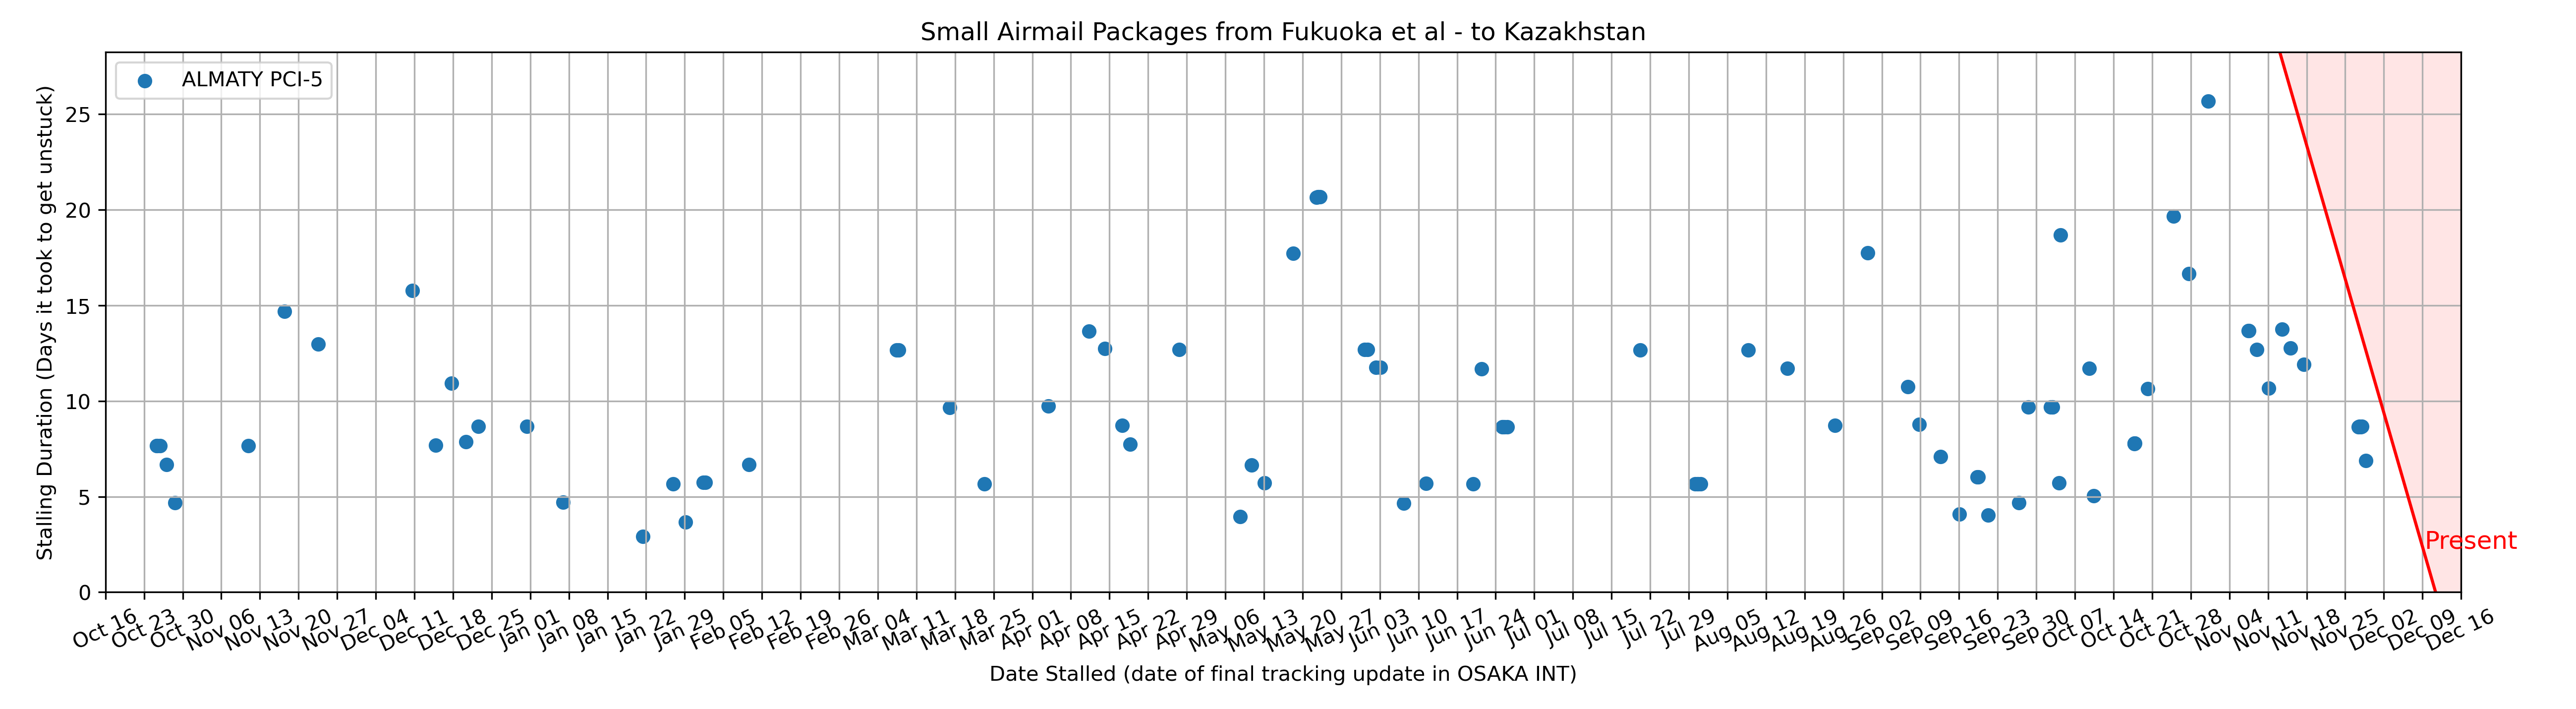 Small Airmail Packages from Fukuoka et al - to Kazakhstan
ALMATY PCI-5
Stalling Duration (Days it took to get unstuck)
25
20
15
10
5
0
Present
Oct 16
Oct 23
Oct 30
Nov 06
Nov 13
Nov 20
Nov 27
Dec 04
Dec 11
Dec 18
Dec 25
Jan 01
Jan 08
Jan 15
Jan 22
Jan 29
Feb 05
Feb 12
Feb 19
Feb 26
Mar 04
Mar 11
Mar 18
Mar 25
Apr 01
Apr 08
Apr 15
Apr 22
Apr 29
May 06
May 13
May 20
May 27
Jun 03
Jun 10
Jun 17
Jun 24
Jul 01
Jul 08
Jul 15
Jul 22
Jul 29
Aug 05
Aug 12
Aug 19
Aug 26
Sep 02
Sep 09
Sep 16
Sep 23
Sep 30
Oct 07
Oct 14
Oct 21
Oct 28
Nov 04
Nov 11
Nov 18
Nov 25
Dec 02
Dec 09
Dec 16
Date Stalled (date of final tracking update in OSAKA INT)